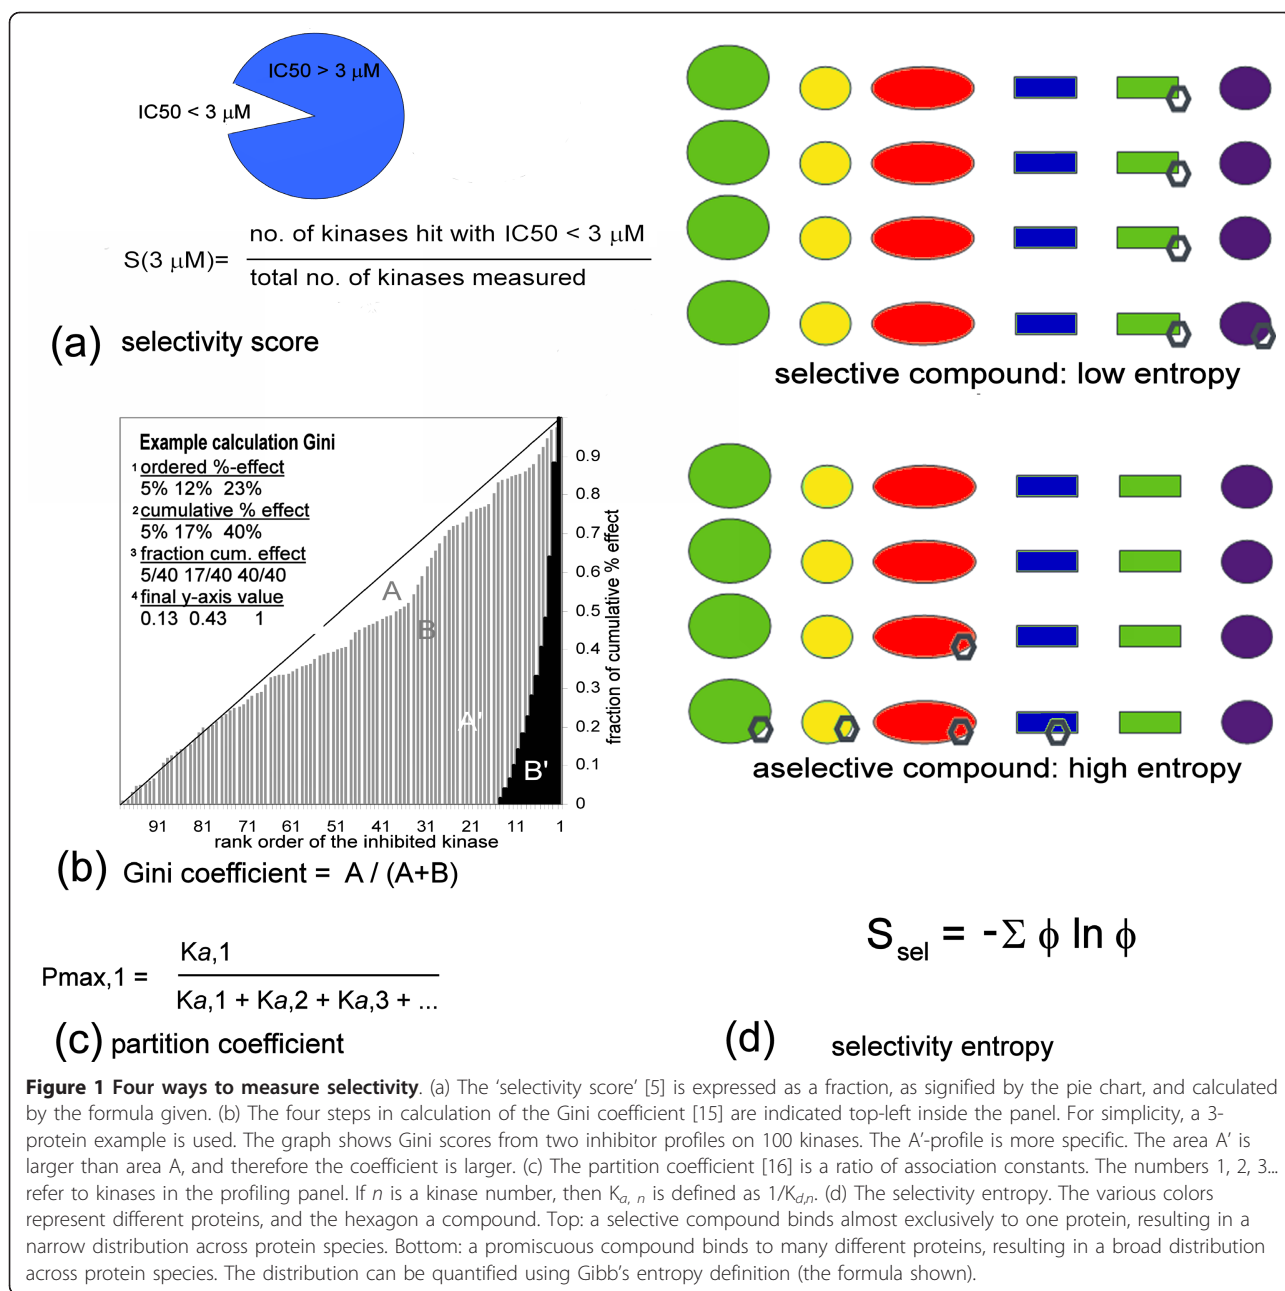 IC50 > 3 μM
IC50 < 3 μM
S(3 μM)=
no. of kinases hit with IC50 < 3 μM
total no. of kinases measured
(a) selectivity score
selective compound: low entropy
Example calculation Gini
1 ordered %-effect
5% 12% 23%
2 cumulative % effect
5% 17% 40%
3 fraction cum. effect
5/40 17/40 40/40
4 final y-axis value
0.13 0.43 1
A
B
A'
B'
0.9
0.8
0.7
0.6
0.5
0.4
0.3
0.2
0.1
0
fraction of cumulative % effect
91 81 71 61 51 41 31 21 11 1
rank order of the inhibited kinase
(b) Gini coefficient = A / (A+B)
aselective compound: high entropy
Pmax,1 =
Ka,1
Ka,1 + Ka,2 + Ka,3 + ...
(c) partition coefficient
S sel = -Σ ϕ ln ϕ
(d) selectivity entropy
Figure 1 Four ways to measure selectivity. (a) The ‘selectivity score’ [5] is expressed as a fraction, as signified by the pie chart, and calculated
by the formula given. (b) The four steps in calculation of the Gini coefficient [15] are indicated top-left inside the panel. For simplicity, a 3-
protein example is used. The graph shows Gini scores from two inhibitor profiles on 100 kinases. The A’-profile is more specific. The area A’ is
larger than area A, and therefore the coefficient is larger. (c) The partition coefficient [16] is a ratio of association constants. The numbers 1, 2, 3...
refer to kinases in the profiling panel. If n is a kinase number, then Ka, n is defined as 1/Kd,n. (d) The selectivity entropy. The various colors
represent different proteins, and the hexagon a compound. Top: a selective compound binds almost exclusively to one protein, resulting in a
narrow distribution across protein species. Bottom: a promiscuous compound binds to many different proteins, resulting in a broad distribution
across protein species. The distribution can be quantified using Gibb’s entropy definition (the formula shown).